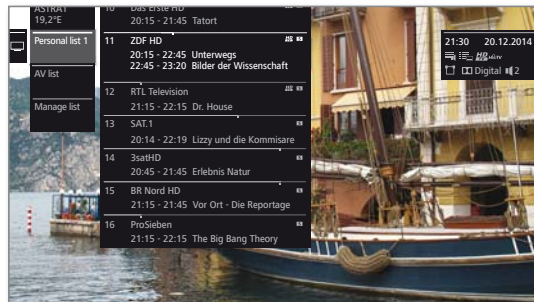 ASTRA1
19,2°E
Personal list 1
AV list
Manage list
10 Das Erste HD
20:15 - 21:45 Tatort
11 ZDF HD
20:15 - 22:45 Unterwegs
22:45 - 23:20 Bilder der Wissenschaft
12 RTL Television
21:15 - 22:15 Dr. House
13 SAT.1
20:14 - 22:19 Lizzy und die Kommisare
14 3satHD
20:45 - 21:45 Erlebnis Natur
15 BR Nord HD
21:15 - 21:45 Vor Ort - Die Reportage
16 ProSieben
21:15 - 22:15 The Big Bang Theory
21:30 20.12.2014
Digital 2